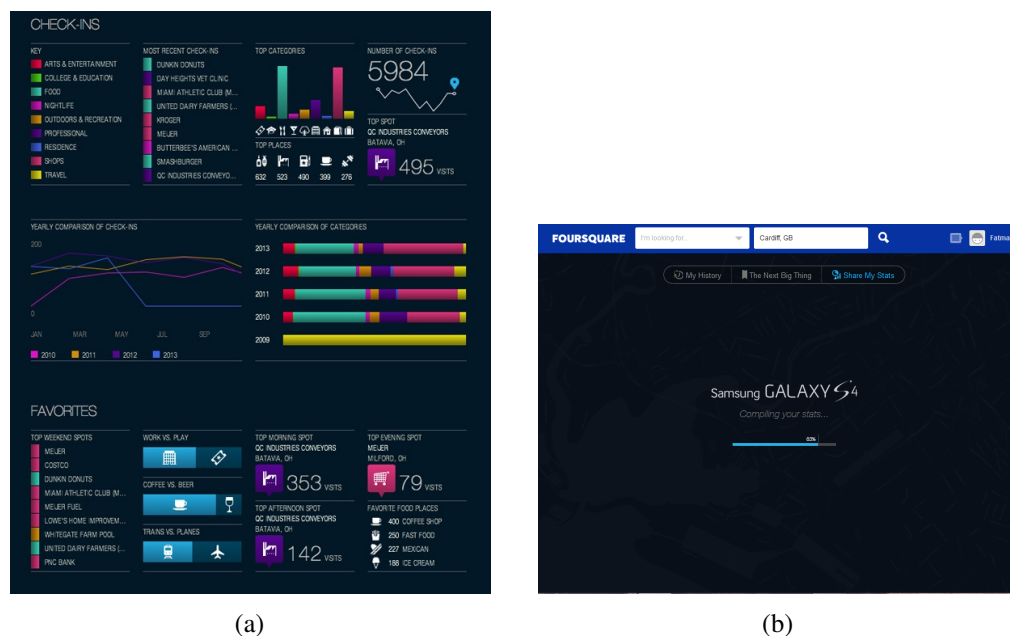 CHECK-INS
KEY
ARTS & ENTERTAINMENT
COLLEGE & EDUCATION
FOOD
NIGHTLIFE
OUTDOORS & RECREATION
PROFESSIONAL
RESIDENCE
SHOPS
TRAVEL
MOST RECENT CHECK-INS
DUNKIN DONUTS
DAY HEIGHTS VET CLINIC
MIAMI ATHLETIC CLUB (M...
UNITED DAIRY FARMERS (...
KROGER
MEIJER
BUTTERBEE'S AMERICAN ...
SMASHBURGER
QC INDUSTRIES CONVEYO...
TOP CATEGORIES
TOP PLACES
632 523 490 399 276
NUMBER OF CHECK-INS
5984
TOP SPOT
QC INDUSTRIES CONVEYORS
BATAVIA, OH
495 VISITS
YEARLY COMPARISON OF CHECK-INS
200
0
JAN MAR MAY JUL SEP
2010 2011 2012 2013
YEARLY COMPARISON OF CATEGORIES
2013
2012
2011
2010
2009
FAVORITES
TOP WEEKEND SPOTS
MEIJER
COSTCO
DUNKIN DONUTS
MIAMI ATHLETIC CLUB (M...
MEIJER FUEL
LOWE'S HOME IMPROVEM...
WHITEGATE FARM POOL
UNITED DAIRY FARMERS (...
PNC BANK
WORK VS. PLAY
COFFEE VS. BEER
TRAINS VS. PLANES
TOP MORNING SPOT
QC INDUSTRIES CONVEYORS
BATAVIA, OH
353 VISITS
TOP AFTERNOON SPOT
QC INDUSTRIES CONVEYORS
BATAVIA, OH
142 VISITS
TOP EVENING SPOT
MEIJER
MILFORD, OH
79 VISITS
FAVORITE FOOD PLACES
400 COFFEE SHOP
250 FAST FOOD
227 MEXICAN
188 ICE CREAM
(a)
FOURSQUARE
I'm looking for...
Cardiff, GB
Fatma
My History
The Next Big Thing
Share My Stats
Samsung GALAXY S4
Compiling your stats...
83%
(b)